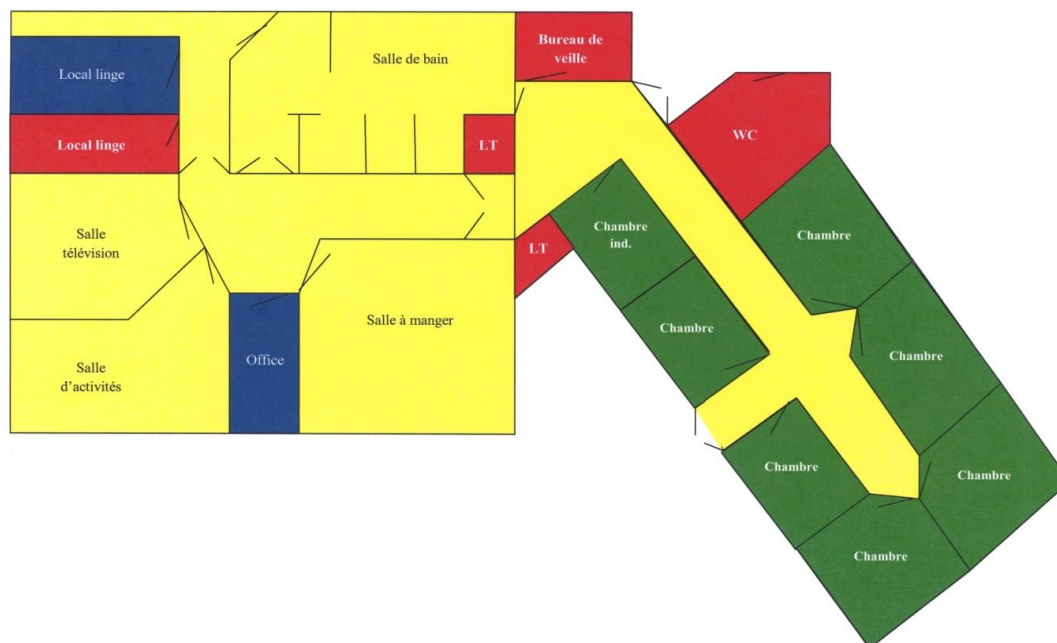 Bureau de
veille
Salle de bain
Local linge
WC
Local linge
LT
Chambre
ind.
Chambre
Salle
télévision
LT
Salle à manger
Chambre
Chambre
Office
Salle
d’activités
Chambre
Chambre
Chambre